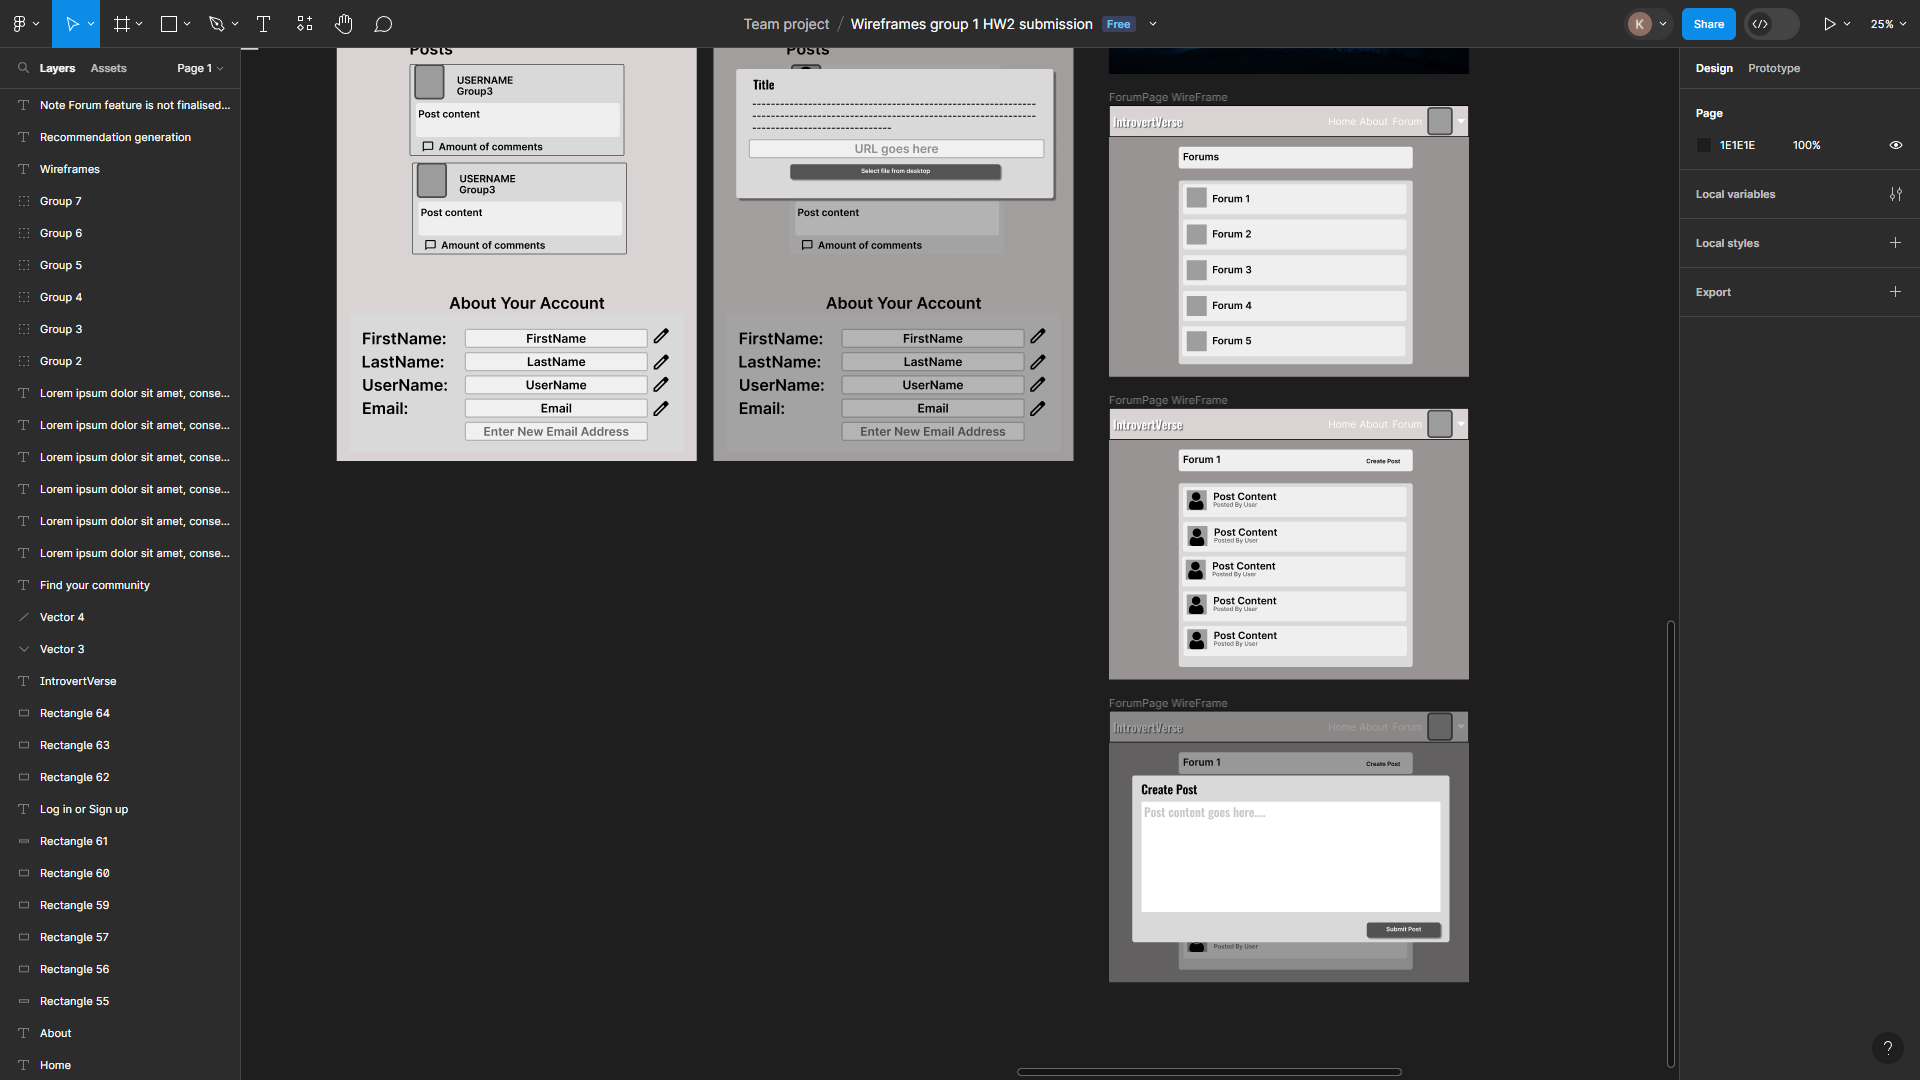 Team project / Wireframes group 1 HW2 submission Free
K
Share
25%
Layers Assets Page 1
Note Forum feature is not finalised...
Recommendation generation
Wireframes
Group 7
Group 6
Group 5
Group 4
Group 3
Group 2
Lorem ipsum dolor sit amet, conse...
Lorem ipsum dolor sit amet, conse...
Lorem ipsum dolor sit amet, conse...
Lorem ipsum dolor sit amet, conse...
Lorem ipsum dolor sit amet, conse...
Lorem ipsum dolor sit amet, conse...
Find your community
Vector 4
Vector 3
IntrovertVerse
Rectangle 64
Rectangle 63
Rectangle 62
Log in or Sign up
Rectangle 61
Rectangle 60
Rectangle 59
Rectangle 57
Rectangle 56
Rectangle 55
About
Home
Posts
USERNAME
Group3
Post content
Amount of comments
USERNAME
Group3
Post content
Amount of comments
About Your Account
FirstName: FirstName
LastName: LastName
UserName: UserName
Email: Email
Enter New Email Address
Posts
Title
URL goes here
Select file from desktop
Post content
Amount of comments
About Your Account
FirstName: FirstName
LastName: LastName
UserName: UserName
Email: Email
Enter New Email Address
ForumPage WireFrame
IntrovertVerse Home About Forum
Forums
Forum 1
Forum 2
Forum 3
Forum 4
Forum 5
ForumPage WireFrame
IntrovertVerse Home About Forum
Forum 1 Create Post
Post Content
Posted By User
Post Content
Posted By User
Post Content
Posted By User
Post Content
Posted By User
Post Content
Posted By User
ForumPage WireFrame
IntrovertVerse Home About Forum
Forum 1 Create Post
Create Post
Post content goes here....
Submit Post
Posted By User
Design Prototype
Page
1E1E1E 100%
Local variables
Local styles
Export
?